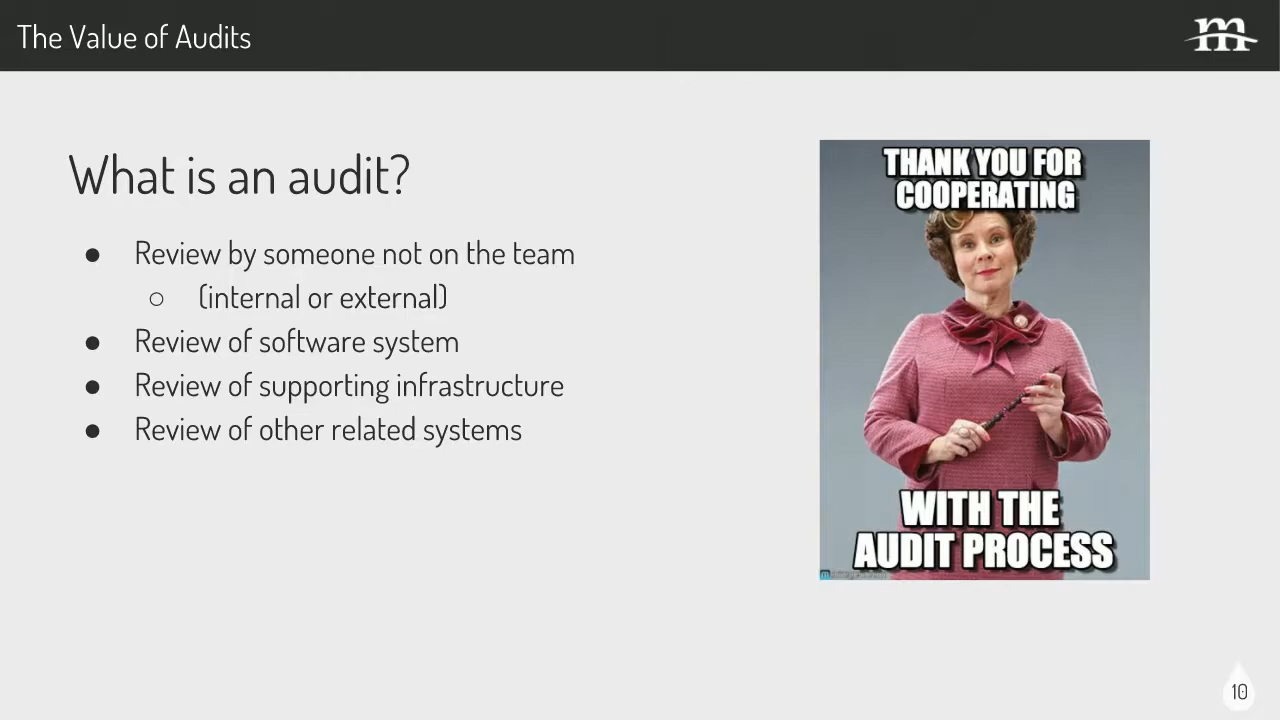 The Value of Audits
m
What is an audit?
● Review by someone not on the team
○ (internal or external)
● Review of software system
● Review of supporting infrastructure
● Review of other related systems
THANK YOU FOR
COOPERATING
WITH THE
AUDIT PROCESS
10